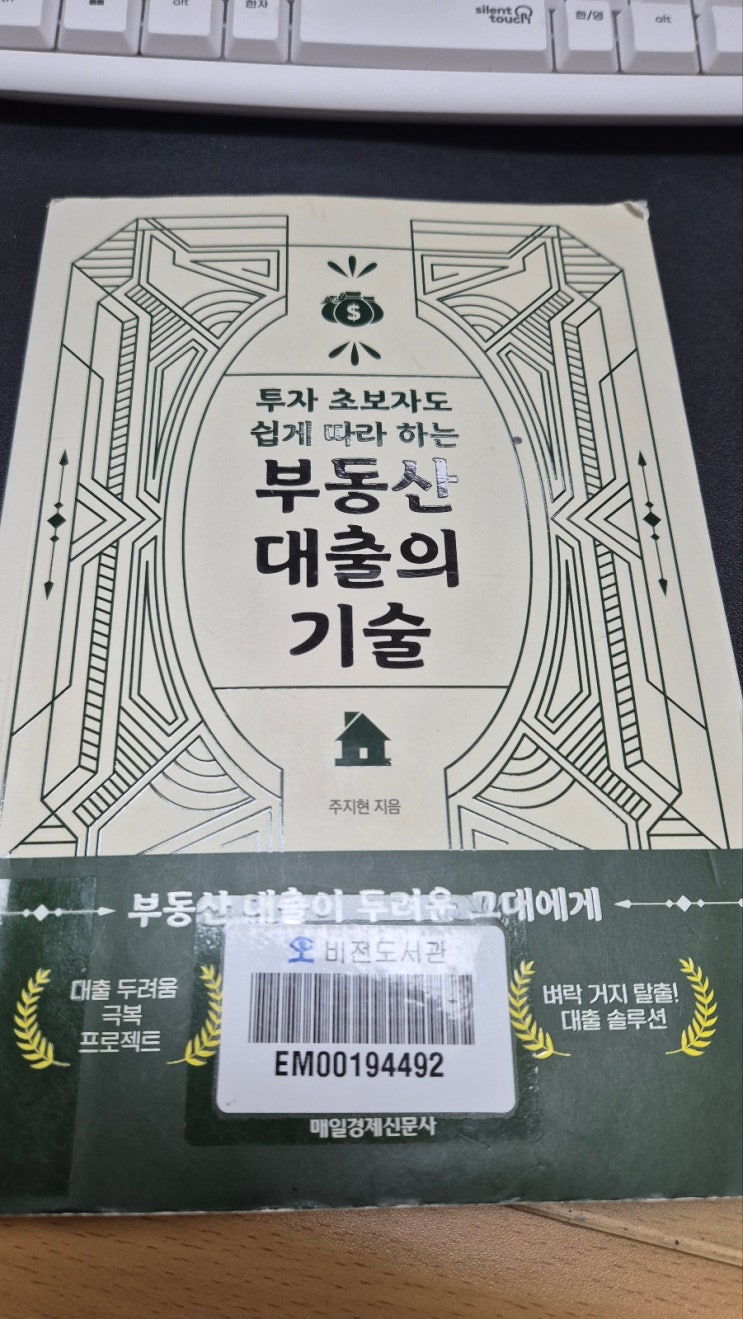 alt
한자
silent
touch
한/영
alt
$
투자 초보자도
쉽게 따라 하는
부동산
대출의
기술
주지현 지음
부동산 대출이 두려운 그대에게
대출 두려움
극복
프로젝트
비전도서관
EM00194492
벼락 거지 탈출!
대출 솔루션
매일경제신문사